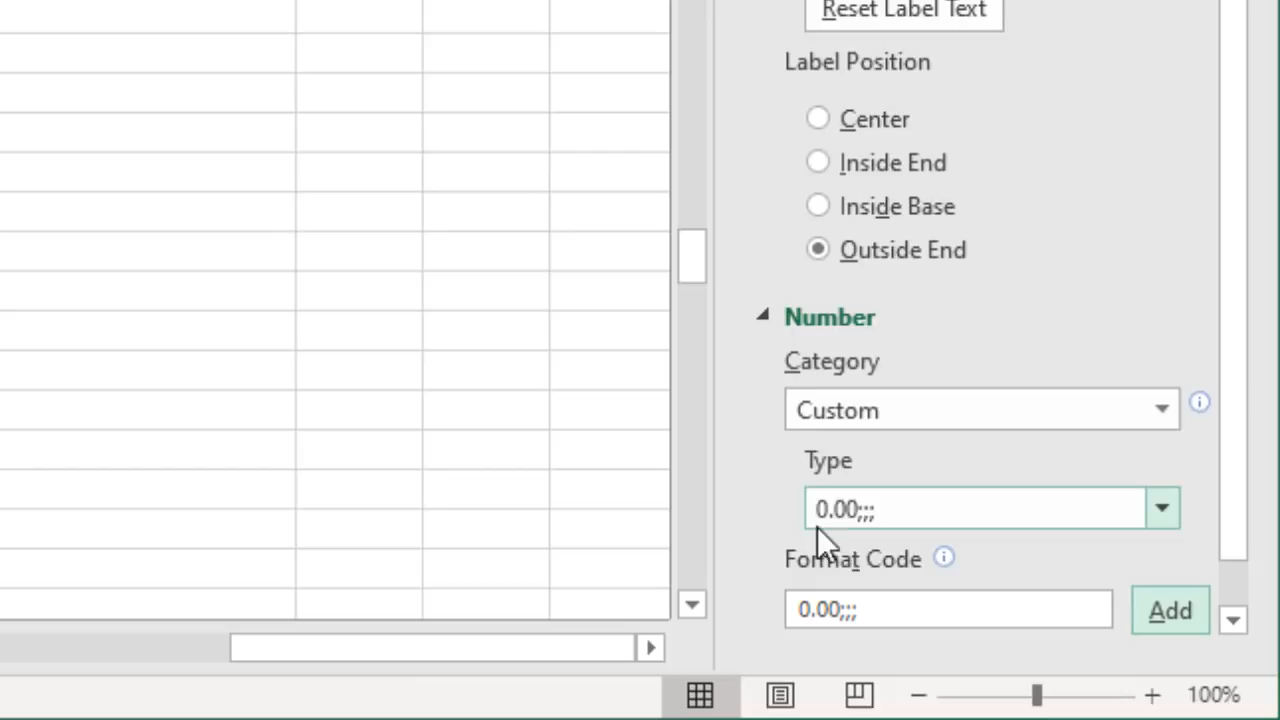 Reset Label Text
Label Position
Center
Inside End
Inside Base
Outside End
Number
Category
Custom
Type
0.00;;;
Format Code
0.00;;;
Add
100%